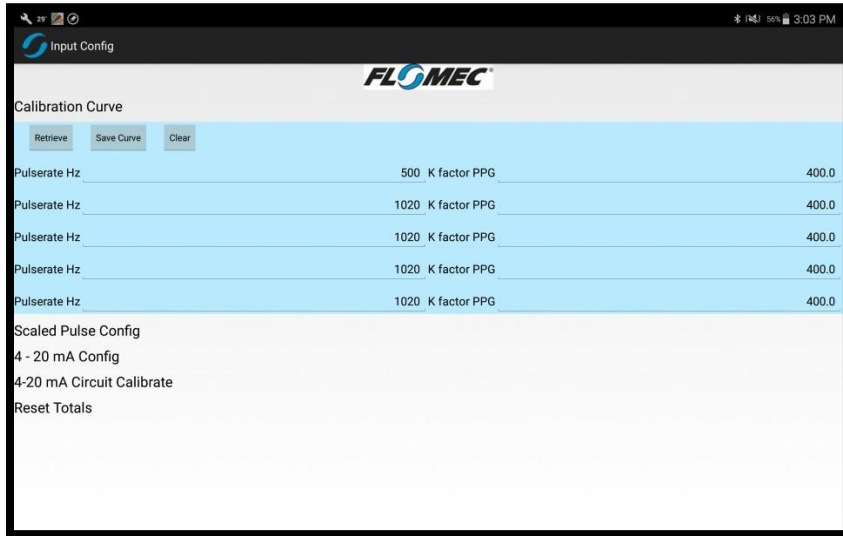 29° 56% 3:03 PM
Input Config
FLOMEC
Calibration Curve
Retrieve Save Curve Clear
Pulserate Hz 500 K factor PPG 400.0
Pulserate Hz 1020 K factor PPG 400.0
Pulserate Hz 1020 K factor PPG 400.0
Pulserate Hz 1020 K factor PPG 400.0
Pulserate Hz 1020 K factor PPG 400.0
Scaled Pulse Config
4 - 20 mA Config
4-20 mA Circuit Calibrate
Reset Totals